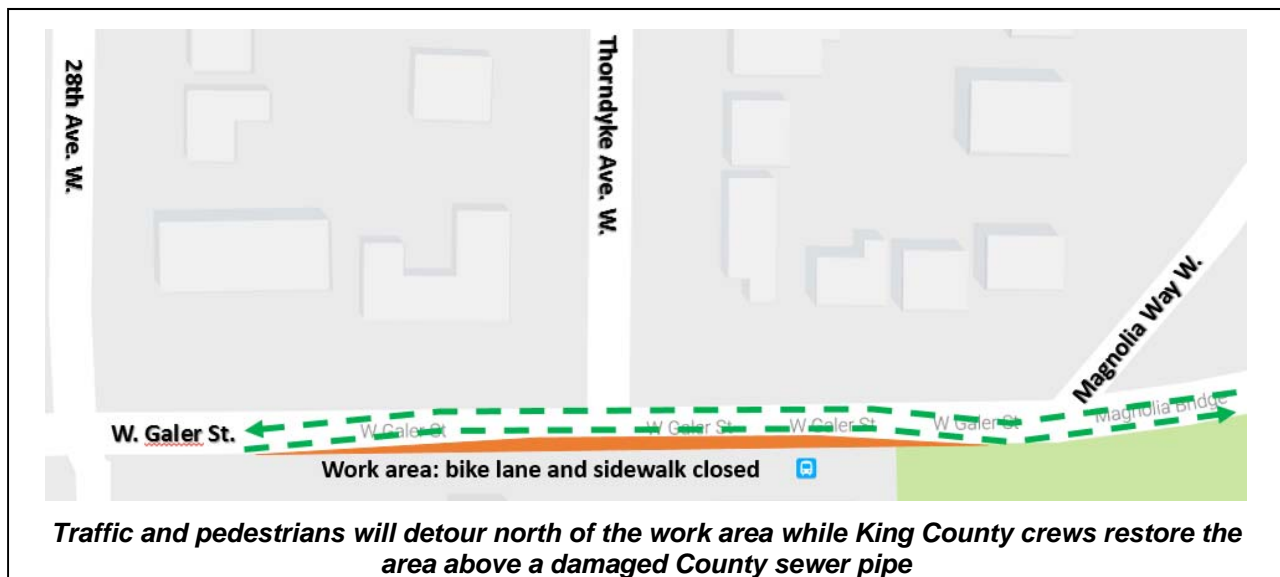 28th Ave. W.
Thorndyke Ave. W.
Magnolia Way W.
Magnolia Bridge
W. Galer St.
W Galer St
W Galer St
W Galer St
W Galer St
Work area: bike lane and sidewalk closed
Traffic and pedestrians will detour north of the work area while King County crews restore the
area above a damaged County sewer pipe